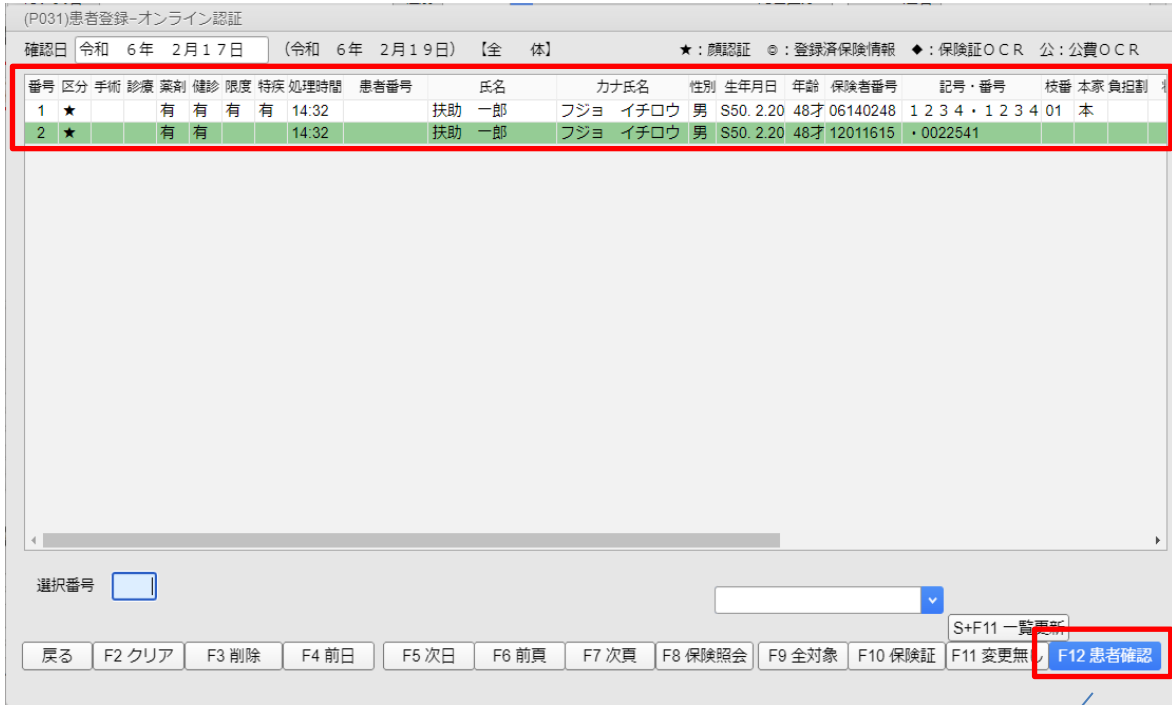 (P031)患者登録−オンライン認証
確認日 令和 6年 2月17日 (令和 6年 2月19日) 【全 体】 ★：顔認証 ◎：登録済保険情報 ◆：保険証OCR 公：公費OCR
番号 区分 手術 診療 薬剤 健診 限度 特疾 処理時間 患者番号 氏名 カナ氏名 性別 生年月日 年齢 保険者番号 記号・番号 枝番 本家 負担割
1 ★ 有 有 有 有 14:32 扶助 一郎 フジョ イチロウ 男 S50. 2.20 48才 06140248 1234・1234 01 本
2 ★ 有 有 14:32 扶助 一郎 フジョ イチロウ 男 S50. 2.20 48才 12011615 ・0022541
選択番号
S+F11 一覧更新
戻る F2 クリア F3 削除 F4 前日 F5 次日 F6 前頁 F7 次頁 F8 保険照会 F9 全対象 F10 保険証 F11 変更無し F12 患者確認